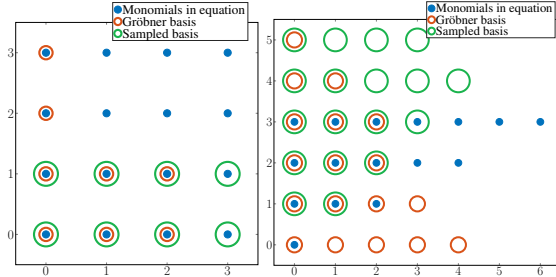 Monomials in equation
Gröbner basis
Sampled basis
3
2
1
0
0 1 2 3
Monomials in equation
Gröbner basis
Sampled basis
5
4
3
2
1
0
0 1 2 3 4 5 6